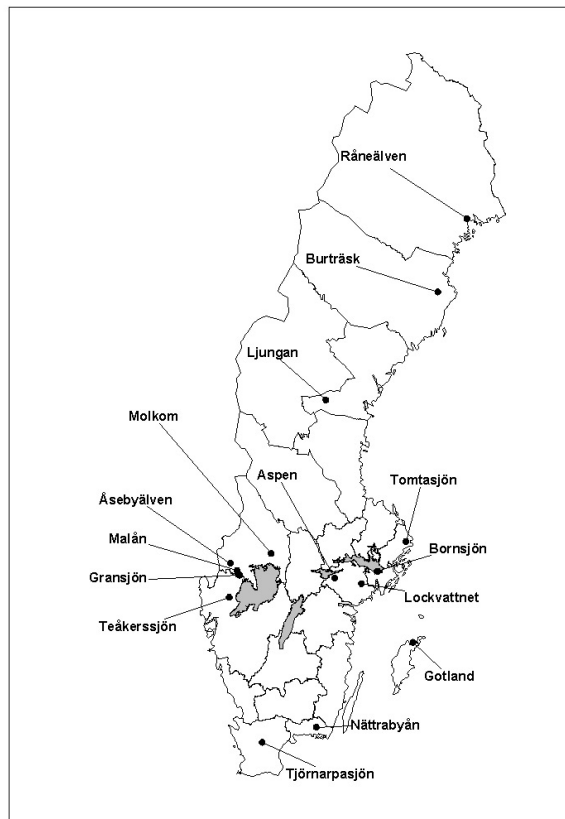 Råneälven
Burträsk
Ljungan
Molkom
Aspen
Tomtasjön
Åsebyälven
Malån
Bornsjön
Gransjön
Lockvattnet
Teåkerssjön
Gotland
Nättrabyån
Tjörnarpasjön